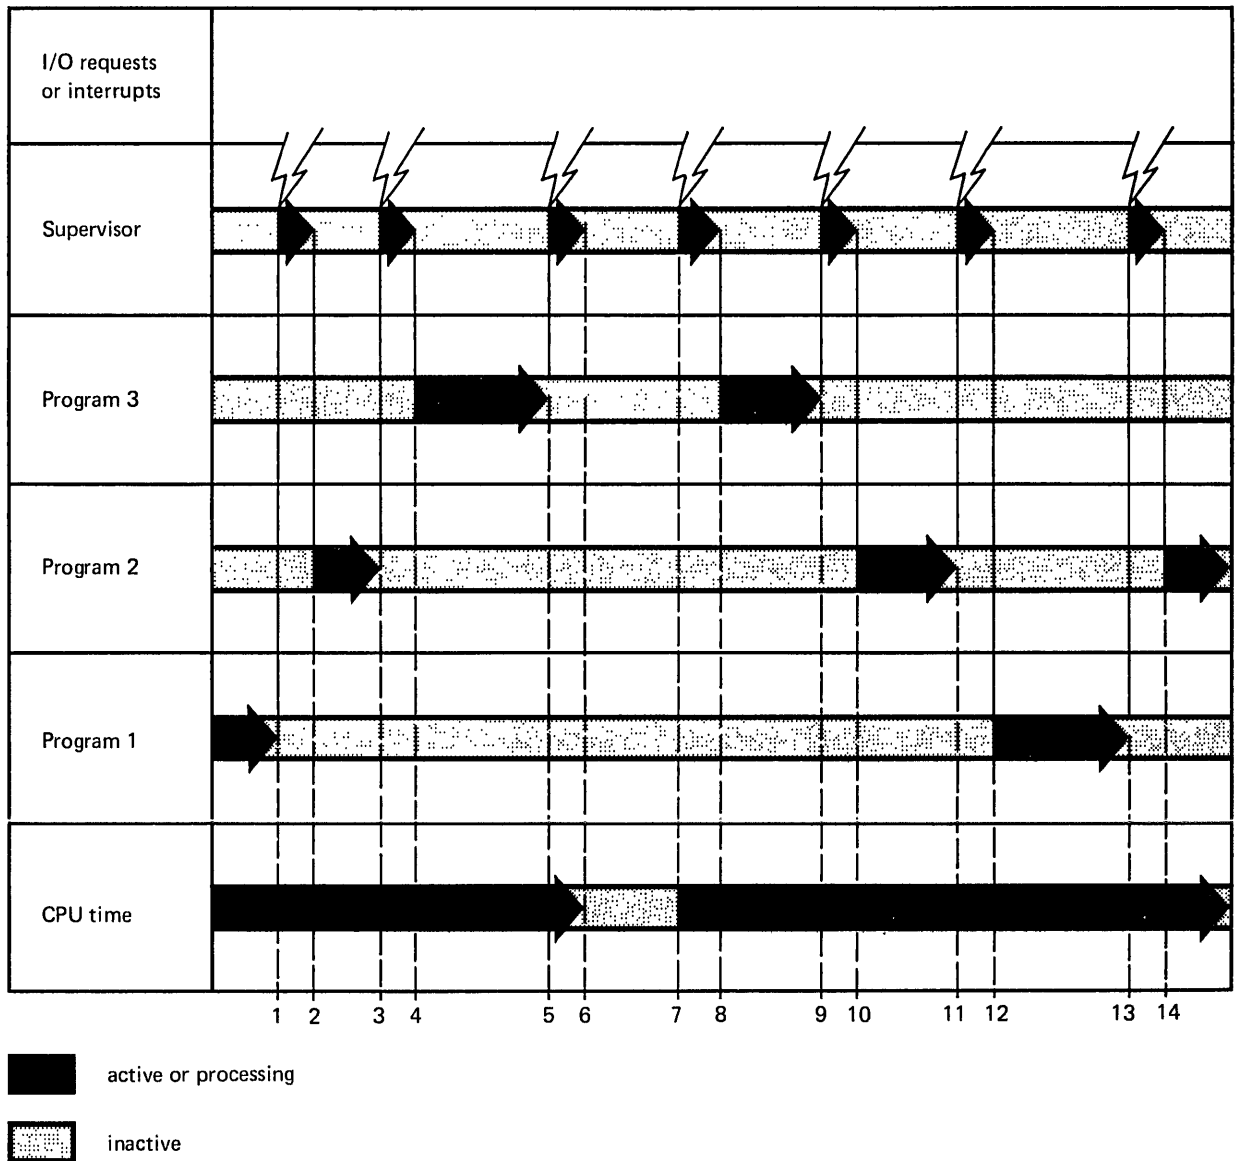 I/O requests
or interrupts
Supervisor
Program 3
Program 2
Program 1
CPU time
1 2 3 4 5 6 7 8 9 10 11 12 13 14
active or processing
inactive